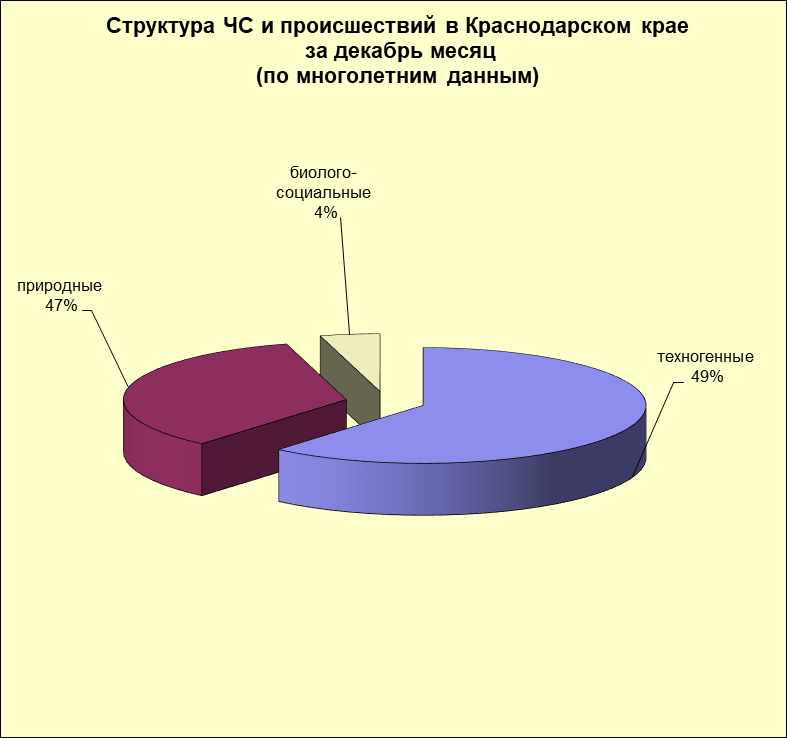 Структура ЧС и происшествий в Краснодарском крае
за декабрь месяц
(по многолетним данным)
биолого-
социальные
4%
природные
47%
техногенные
49%